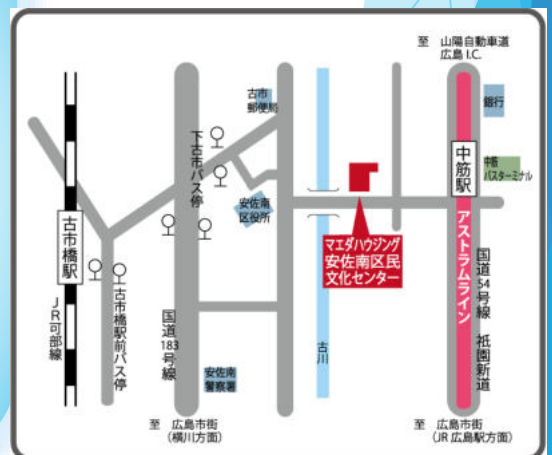 至 山陽自動車道
広島 I.C.
古市
郵便局
銀行
下古市バス停
中筋駅
中筋
バスターミナル
安佐南
区役所
古市橋駅
マエダハウジング
安佐南区民
文化センター
アストラムライン
JR可部線
古市橋駅前バス停
国道183号線
古川
国道54号線 祇園新道
安佐南
警察署
至 広島市街
(横川方面)
至 広島市街
(JR広島駅方面)